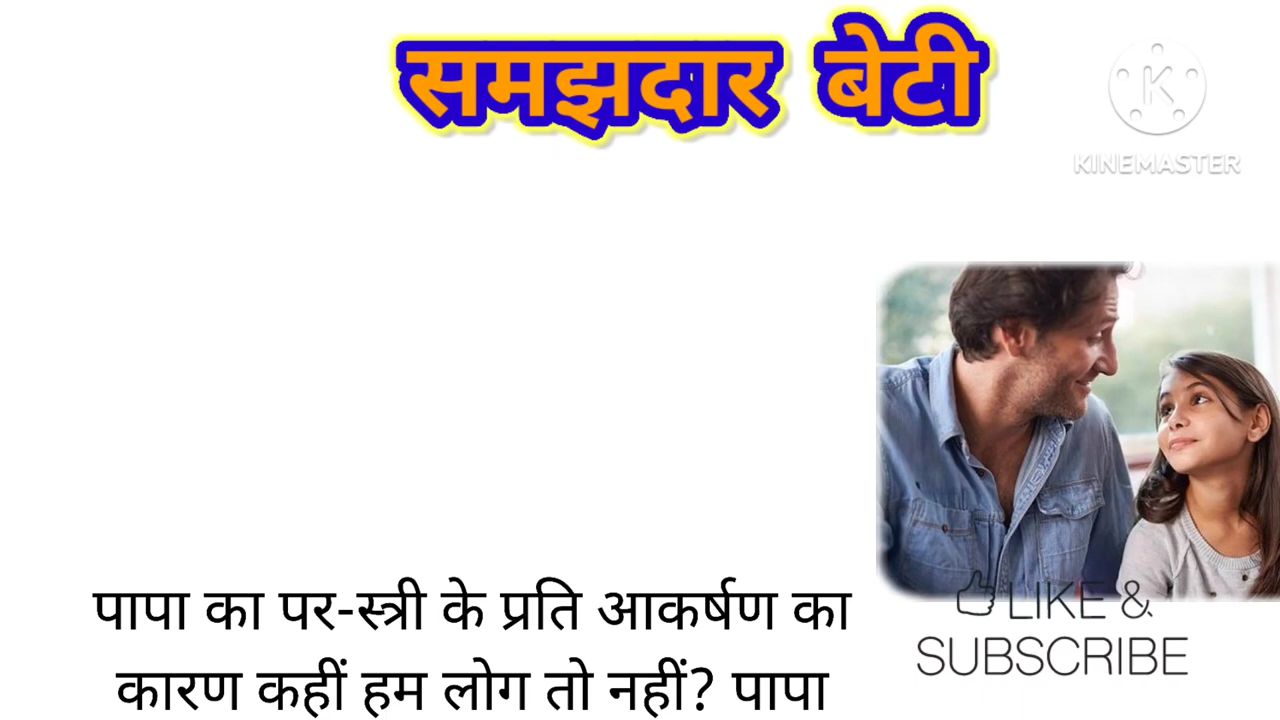 समझदार बेटी
K
KINEMASTER
पापा का पर-स्त्री के प्रति आकर्षण का
कारण कहीं हम लोग तो नहीं? पापा
LIKE &
SUBSCRIBE